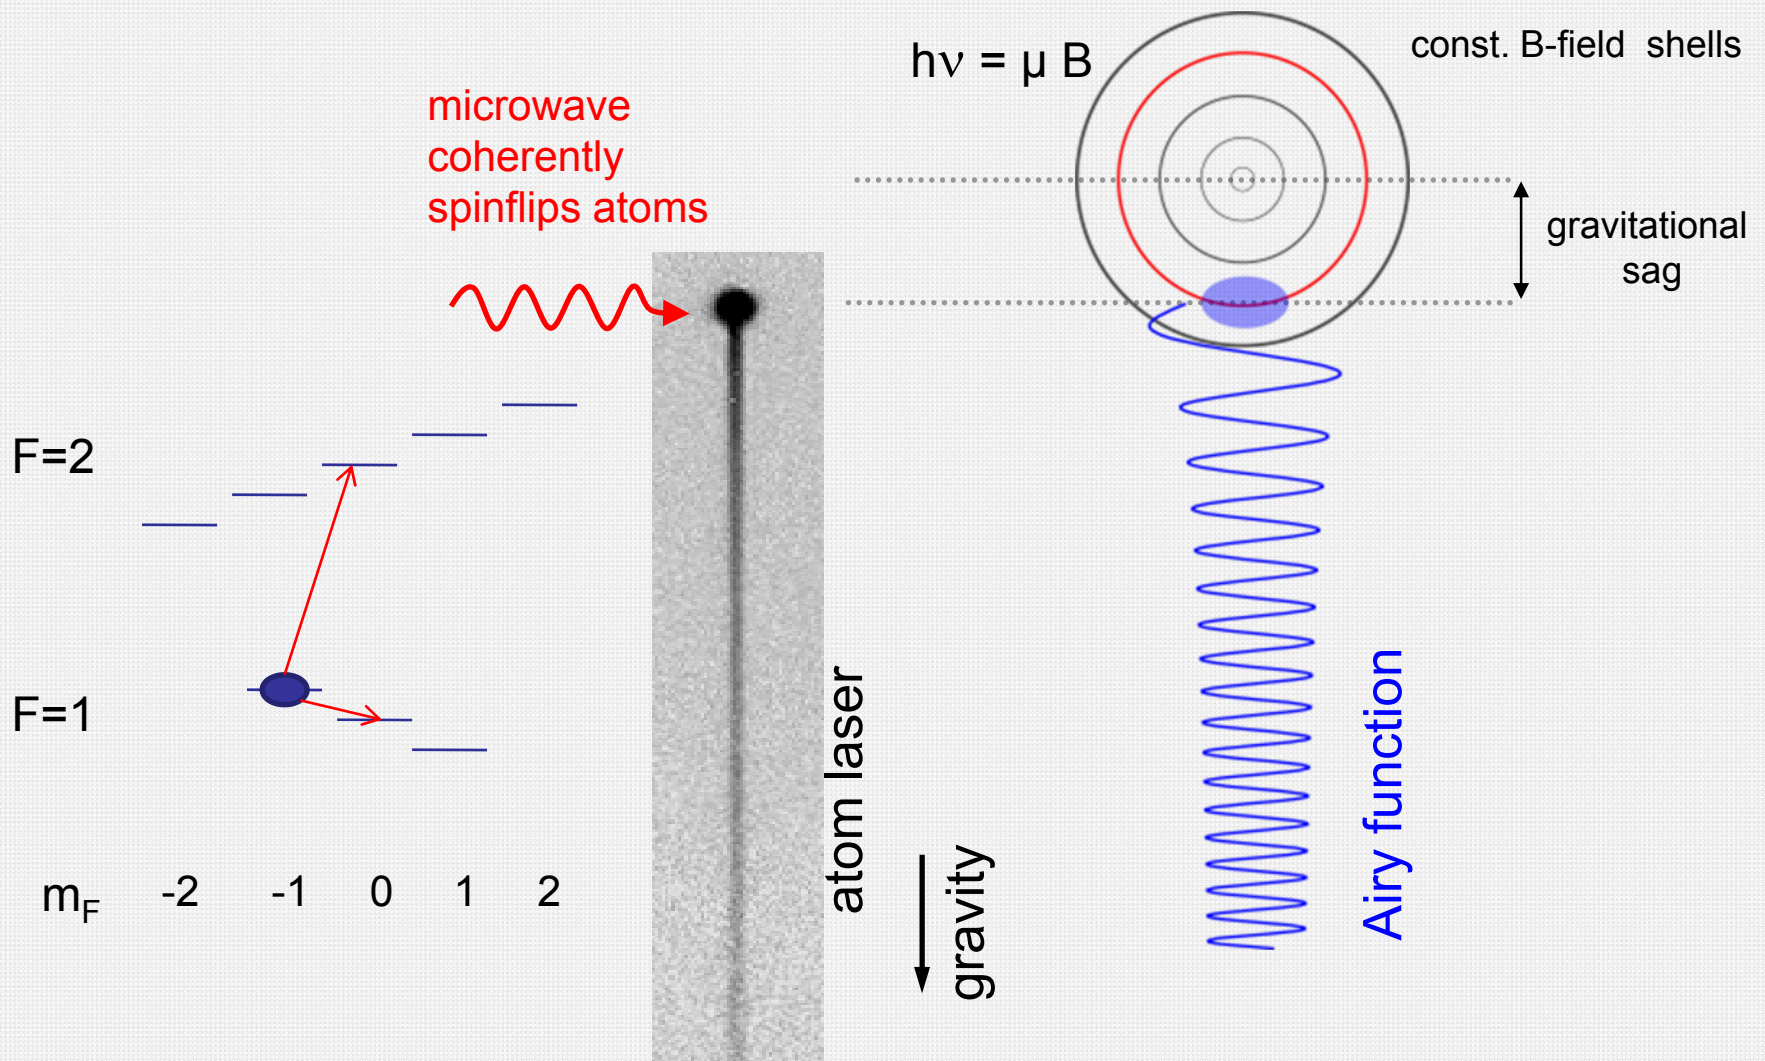 hν = µ B
const. B-field shells
microwave
coherently
spinflips atoms
gravitational
sag
F=2
F=1
m_F -2 -1 0 1 2
atom laser
gravity
Airy function